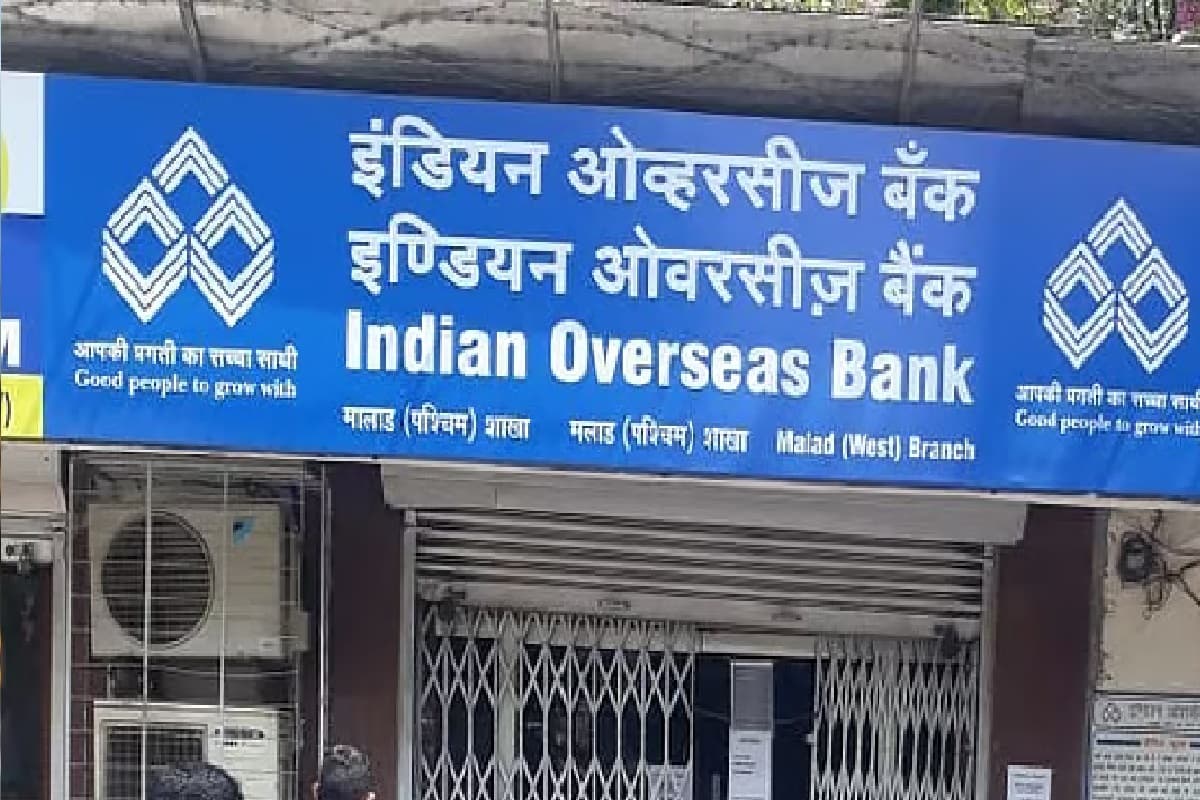 इंडियन ओव्हरसीज बँक
इण्डियन ओवरसीज़ बैंक
Indian Overseas Bank
मालाड (पश्चिम) शाखा मलाड (पश्चिम) शाखा Malad (West) Branch
आपकी प्रगती का सच्चा साथी
Good people to grow with
आपकी प्रगती का सच्चा साथी
Good people to grow with
M
)